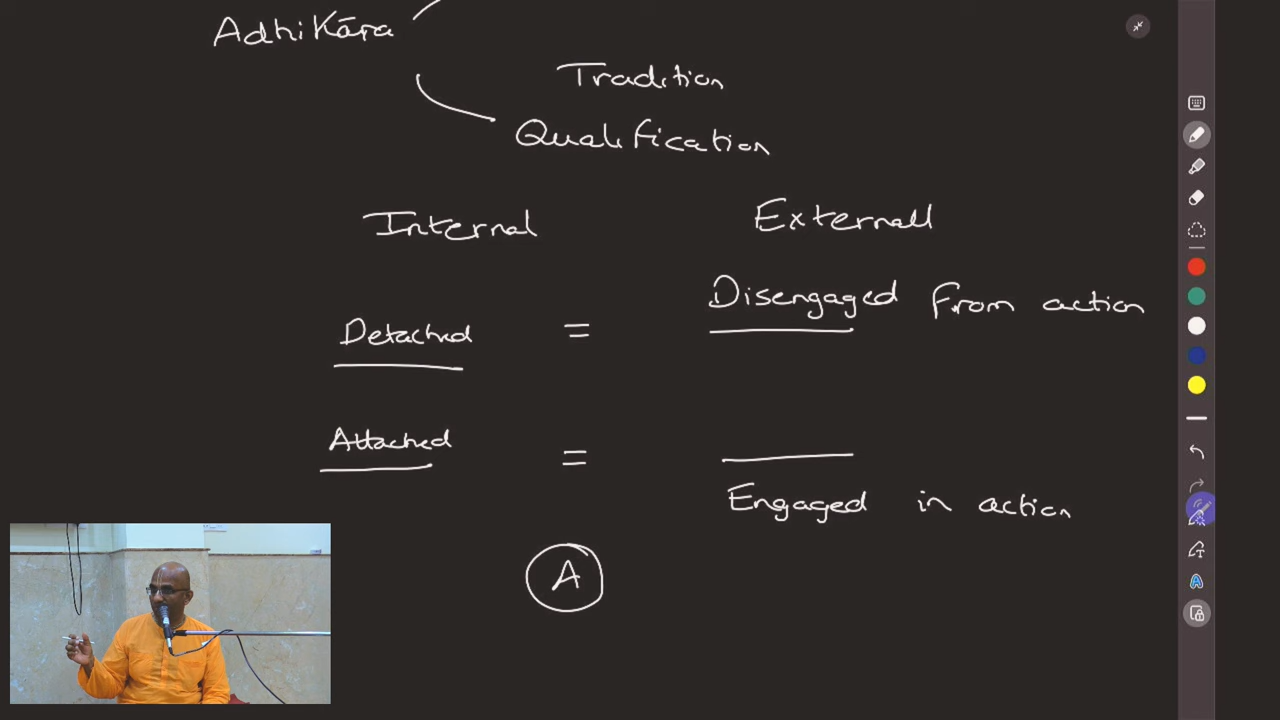 Adhikāra
Tradition
Qualification
Internal Externall
Detached = Disengaged from action
Attached =
Engaged in action
A